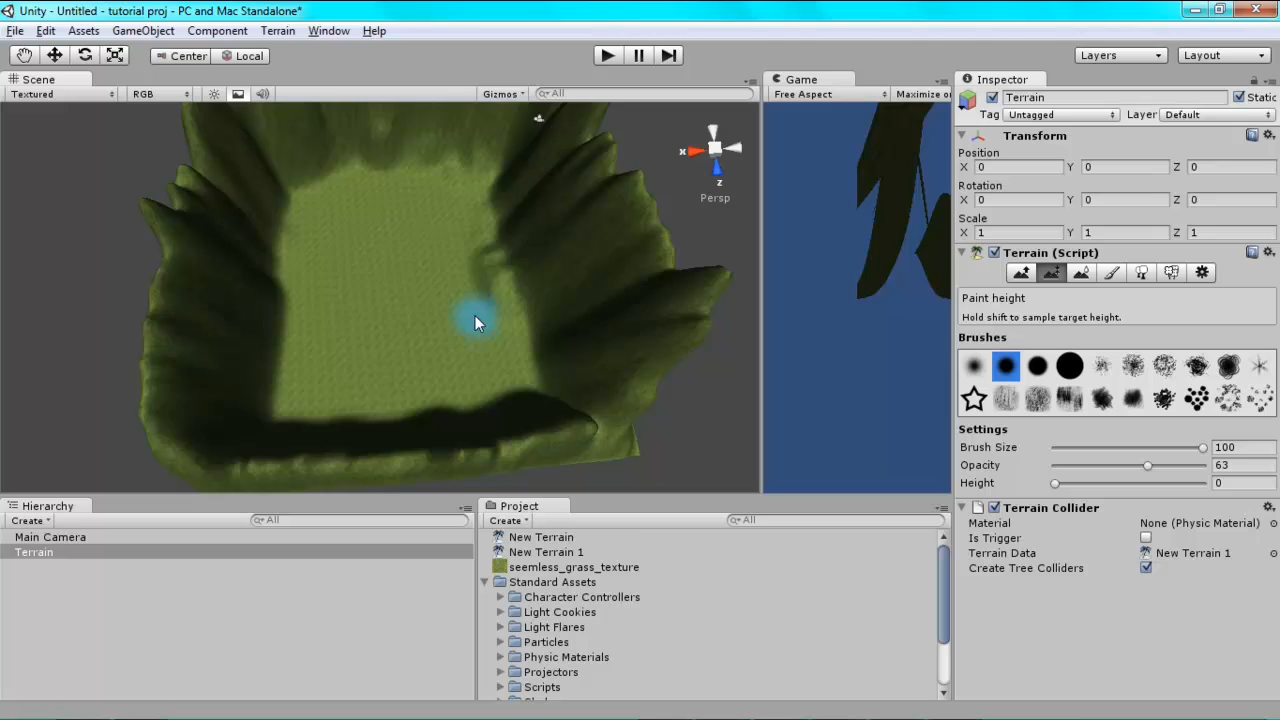 Unity - Untitled - tutorial proj - PC and Mac Standalone*
File Edit Assets GameObject Component Terrain Window Help
Center Local Layers Layout
Scene Game Inspector
Textured RGB Gizmos All Free Aspect Maximize
Terrain Static
Tag Untagged Layer Default
Transform
Position
X 0 Y 0 Z 0
Rotation
X 0 Y 0 Z 0
Scale
X 1 Y 1 Z 1
x z
Persp
Terrain (Script)
Paint height
Hold shift to sample target height.
Brushes
Settings
Brush Size 100
Opacity 63
Height 0
Terrain Collider
Material None (Physic Material)
Is Trigger
Terrain Data New Terrain 1
Create Tree Colliders
Hierarchy
Create All
Main Camera
Terrain
Project
Create All
New Terrain
New Terrain 1
seemless_grass_texture
Standard Assets
Character Controllers
Light Cookies
Light Flares
Particles
Physic Materials
Projectors
Scripts